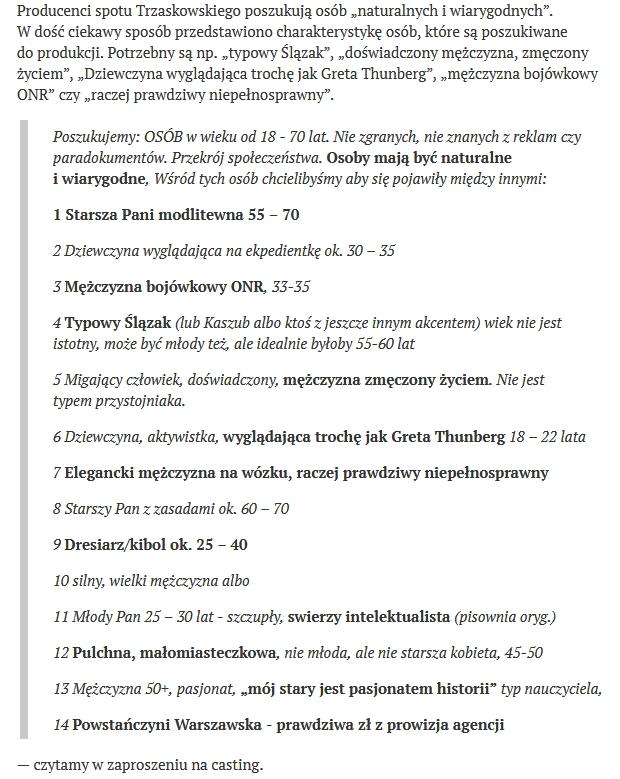 Producenci spotu Trzaskowskiego poszukują osób „naturalnych i wiarygodnych”.
W dość ciekawy sposób przedstawiono charakterystykę osób, które są poszukiwane
do produkcji. Potrzebny są np. „typowy Ślązak”, „doświadczony mężczyzna, zmęczony
życiem”, „Dziewczyna wyglądająca trochę jak Greta Thunberg”, „mężczyzna bojówkowy
ONR” czy „raczej prawdziwy niepełnosprawny”.
Poszukujemy: OSÓB w wieku od 18 - 70 lat. Nie zgranych, nie znanych z reklam czy
paradokumentów. Przekrój społeczeństwa. Osoby mają być naturalne
i wiarygodne, Wśród tych osób chcielibyśmy aby się pojawiły między innymi:
1 Starsza Pani modlitewna 55 – 70
2 Dziewczyna wyglądająca na ekpedientkę ok. 30 – 35
3 Mężczyzna bojówkowy ONR, 33-35
4 Typowy Ślązak (lub Kaszub albo ktoś z jeszcze innym akcentem) wiek nie jest
istotny, może być młody też, ale idealnie byłoby 55-60 lat
5 Migający człowiek, doświadczony, mężczyzna zmęczony życiem. Nie jest
typem przystojniaka.
6 Dziewczyna, aktywistka, wyglądająca trochę jak Greta Thunberg 18 – 22 lata
7 Elegancki mężczyzna na wózku, raczej prawdziwy niepełnosprawny
8 Starszy Pan z zasadami ok. 60 – 70
9 Dresiarz/kibol ok. 25 – 40
10 silny, wielki mężczyzna albo
11 Młody Pan 25 – 30 lat - szczupły, swierzy intelektualista (pisownia oryg.)
12 Pulchna, małomiasteczkowa, nie młoda, ale nie starsza kobieta, 45-50
13 Mężczyzna 50+, pasjonat, „mój stary jest pasjonatem historii” typ nauczyciela,
14 Powstańczyni Warszawska - prawdziwa zł z prowizja agencji
— czytamy w zaproszeniu na casting.